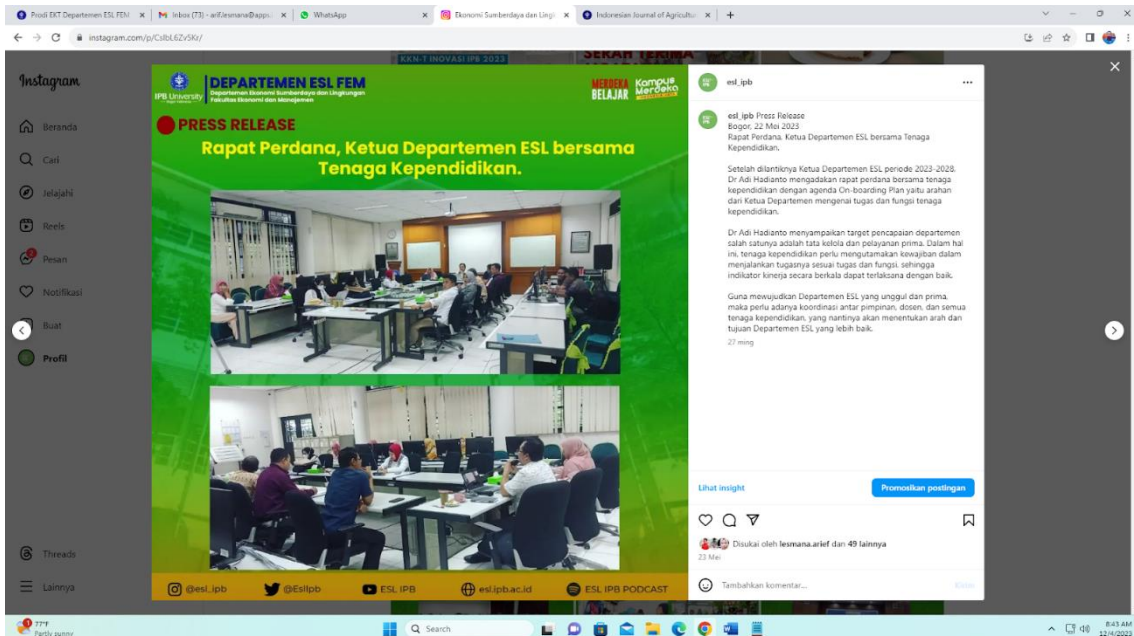 Prodi EKT Departemen ESL FEM
Inbox (73) - arif.lesmana@apps.i
WhatsApp
Ekonomi Sumberdaya dan Lingk
Indonesian Journal of Agricultur
instagram.com/p/CslbL6ZvSKr/
KKN-T INOVASI IPB 2023
SERAH TERIMA
Instagram
Beranda
Cari
Jelajahi
Reels
Pesan
Notifikasi
Buat
Profil
Threads
Lainnya
IPB University
DEPARTEMEN ESL FEM
Departemen Ekonomi Sumberdaya dan Lingkungan
Fakultas Ekonomi dan Manajemen
MERDEKA BELAJAR
Kampus Merdeka
PRESS RELEASE
Rapat Perdana, Ketua Departemen ESL bersama
Tenaga Kependidikan.
@esl_ipb
@EslIpb
ESL IPB
esl.ipb.ac.id
ESL IPB PODCAST
esl_ipb
esl_ipb Press Release
Bogor, 22 Mei 2023
Rapat Perdana, Ketua Departemen ESL bersama Tenaga
Kependidikan.
Setelah dilantiknya Ketua Departemen ESL periode 2023-2028.
Dr Adi Hadianto mengadakan rapat perdana bersama tenaga
kependidikan dengan agenda On-boarding Plan yaitu arahan
dari Ketua Departemen mengenai tugas dan fungsi tenaga
kependidikan.
Dr Adi Hadianto menyampaikan target pencapaian departemen
salah satunya adalah tata kelola dan pelayanan prima. Dalam hal
ini, tenaga kependidikan perlu mengutamakan kewajiban dalam
menjalankan tugasnya sesuai tugas dan fungsi, sehingga
indikator kinerja secara berkala dapat terlaksana dengan baik.
Guna mewujudkan Departemen ESL yang unggul dan prima,
maka perlu adanya koordinasi antar pimpinan, dosen, dan semua
tenaga kependidikan, yang nantinya akan menentukan arah dan
tujuan Departemen ESL yang lebih baik.
27 ming
Lihat insight
Promosikan postingan
Disukai oleh lesmana.arief dan 49 lainnya
23 Mei
Tambahkan komentar...
Kirim
77°F
Partly sunny
Search
8:43 AM
12/4/2023